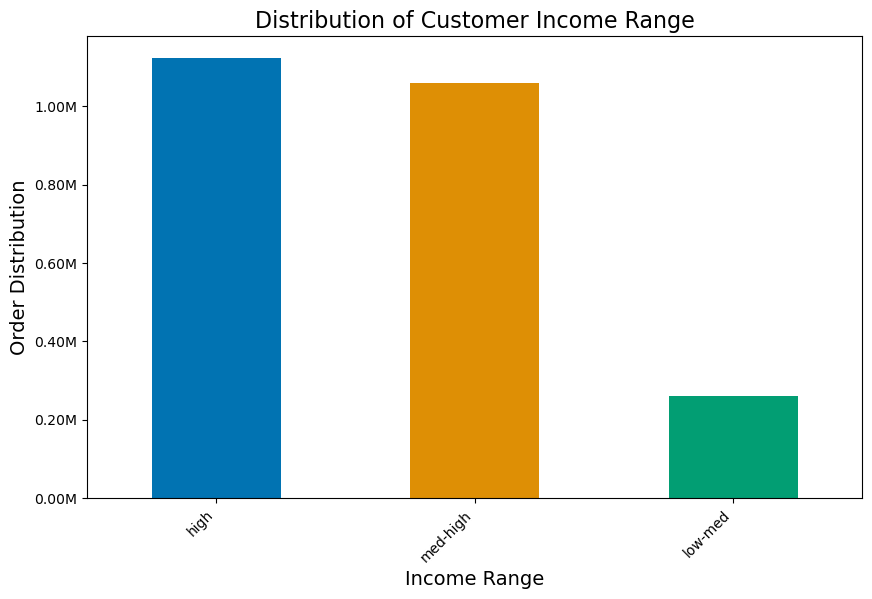 Distribution of Customer Income Range
Order Distribution
1.00M
0.80M
0.60M
0.40M
0.20M
0.00M
high
med-high
low-med
Income Range